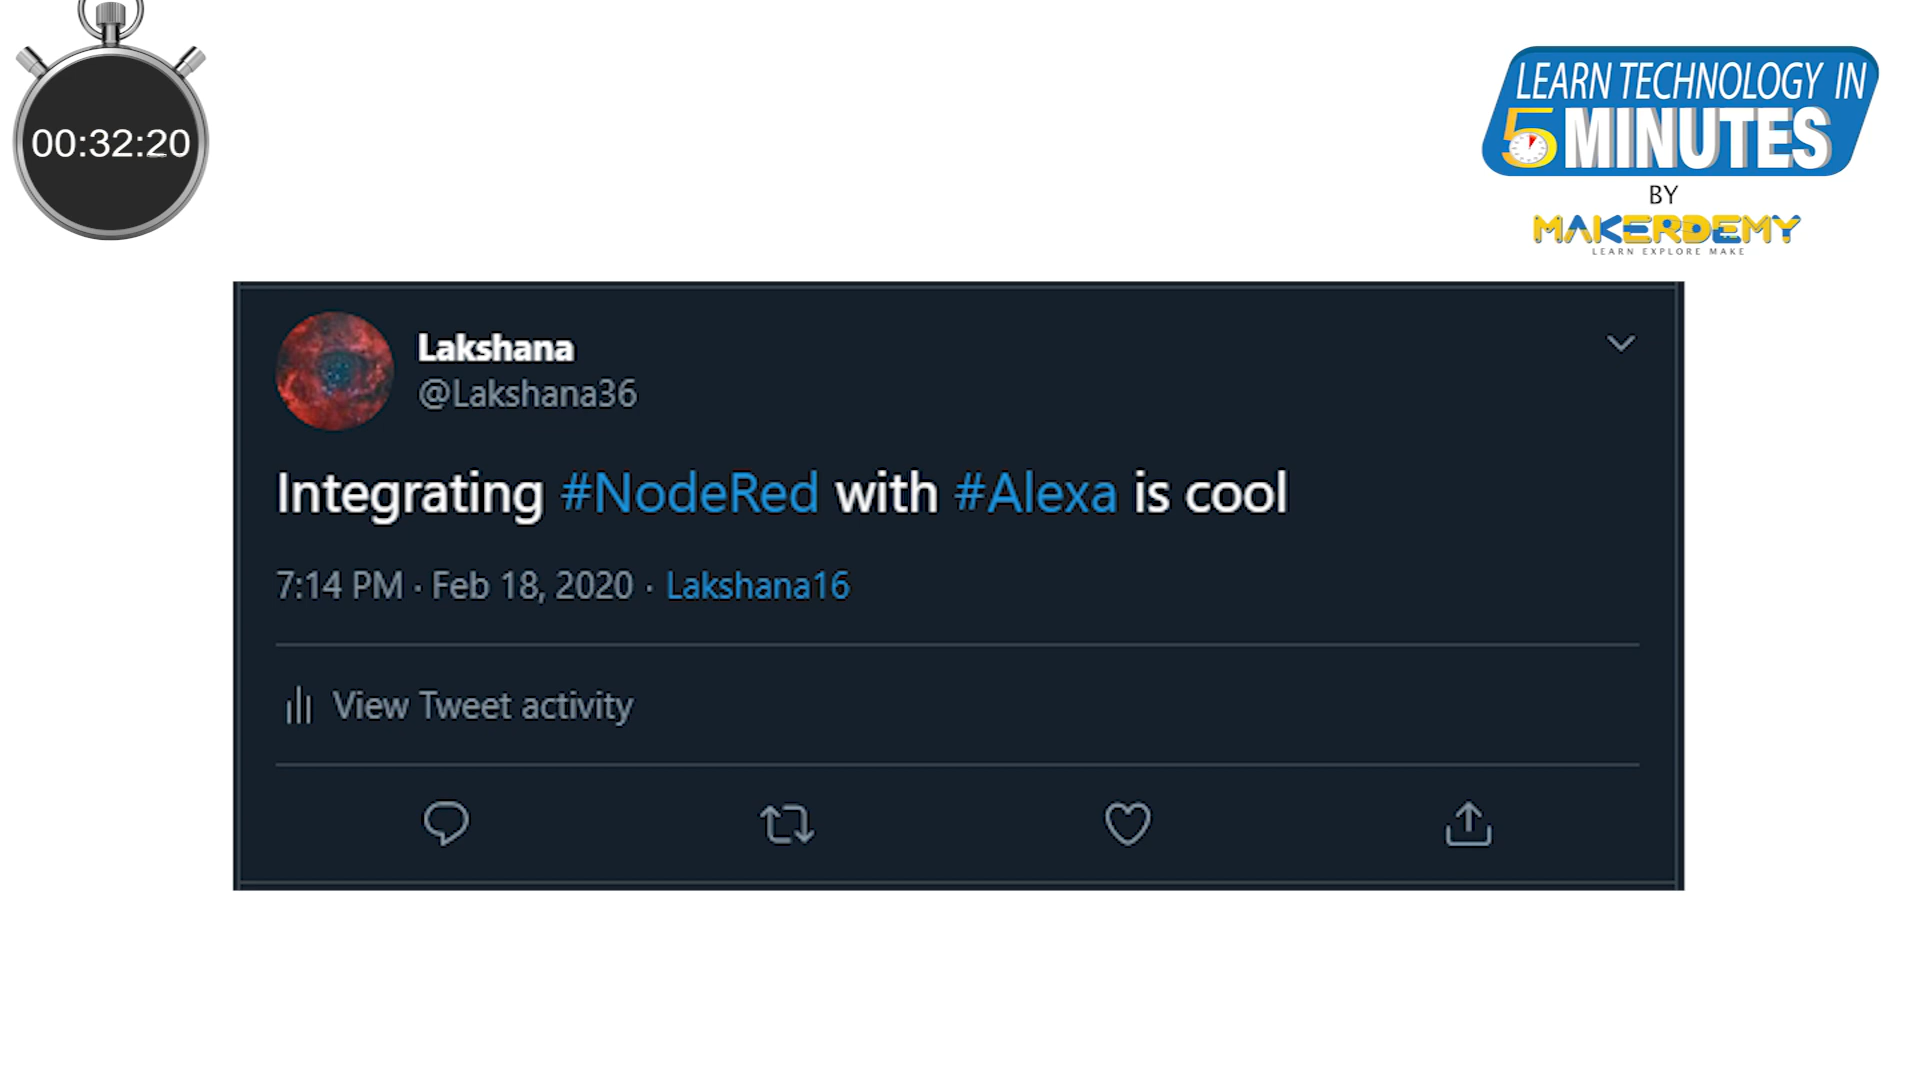 00:32:20
LEARN TECHNOLOGY IN
5 MINUTES
BY
MAKERDEMY
LEARN EXPLORE MAKE
Lakshana
@Lakshana36
Integrating #NodeRed with #Alexa is cool
7:14 PM · Feb 18, 2020 · Lakshana16
View Tweet activity